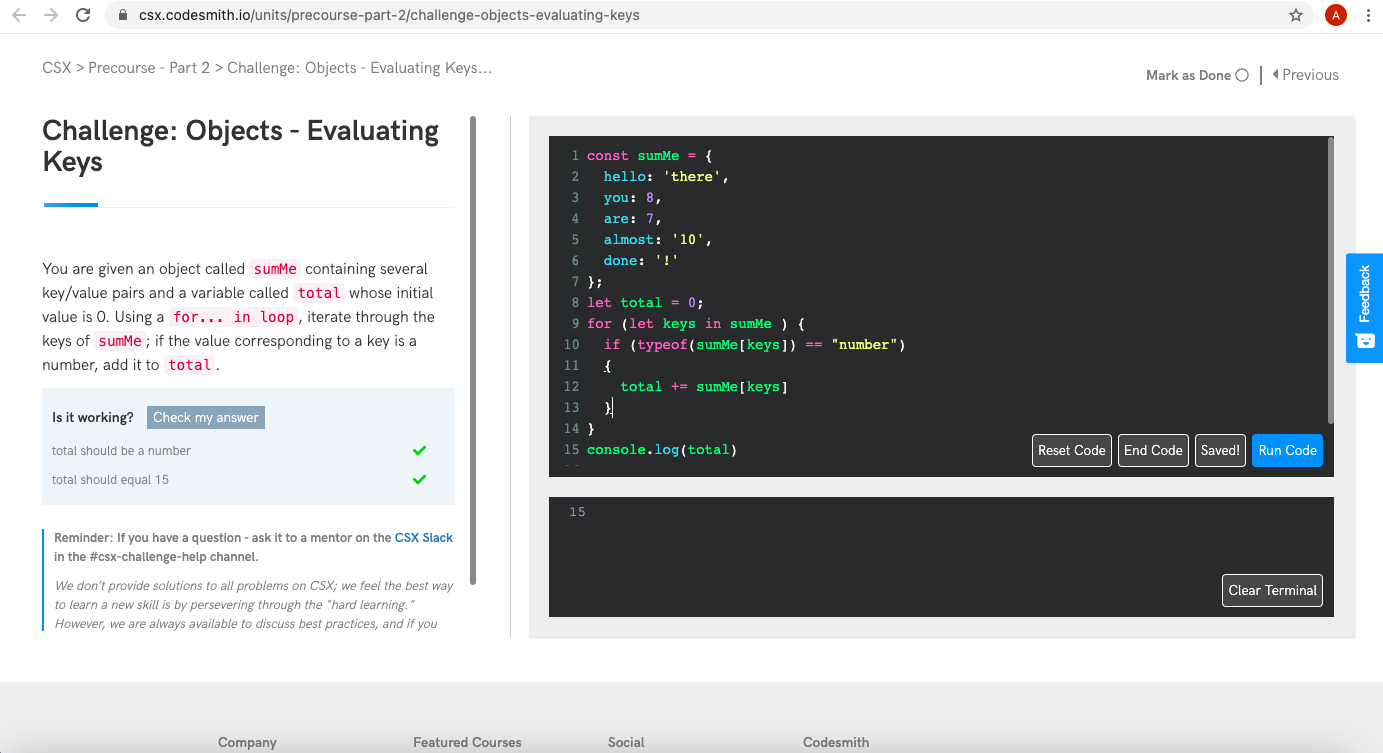 csx.codesmith.io/units/precourse-part-2/challenge-objects-evaluating-keys
A
CSX > Precourse - Part 2 > Challenge: Objects - Evaluating Keys...
Mark as Done
Previous
Challenge: Objects - Evaluating
Keys
You are given an object called sumMe containing several
key/value pairs and a variable called total whose initial
value is 0. Using a for... in loop, iterate through the
keys of sumMe; if the value corresponding to a key is a
number, add it to total.
Is it working? Check my answer
total should be a number
total should equal 15
Reminder: If you have a question - ask it to a mentor on the CSX Slack
in the #csx-challenge-help channel.
We don't provide solutions to all problems on CSX; we feel the best way
to learn a new skill is by persevering through the "hard learning."
However, we are always available to discuss best practices, and if you
1 const sumMe = {
2 hello: 'there',
3 you: 8,
4 are: 7,
5 almost: '10',
6 done: '!'
7 };
8 let total = 0;
9 for (let keys in sumMe ) {
10 if (typeof(sumMe[keys]) == "number")
11 {
12 total += sumMe[keys]
13 }
14 }
15 console.log(total)
Reset Code
End Code
Saved!
Run Code
15
Clear Terminal
Feedback
Company
Featured Courses
Social
Codesmith